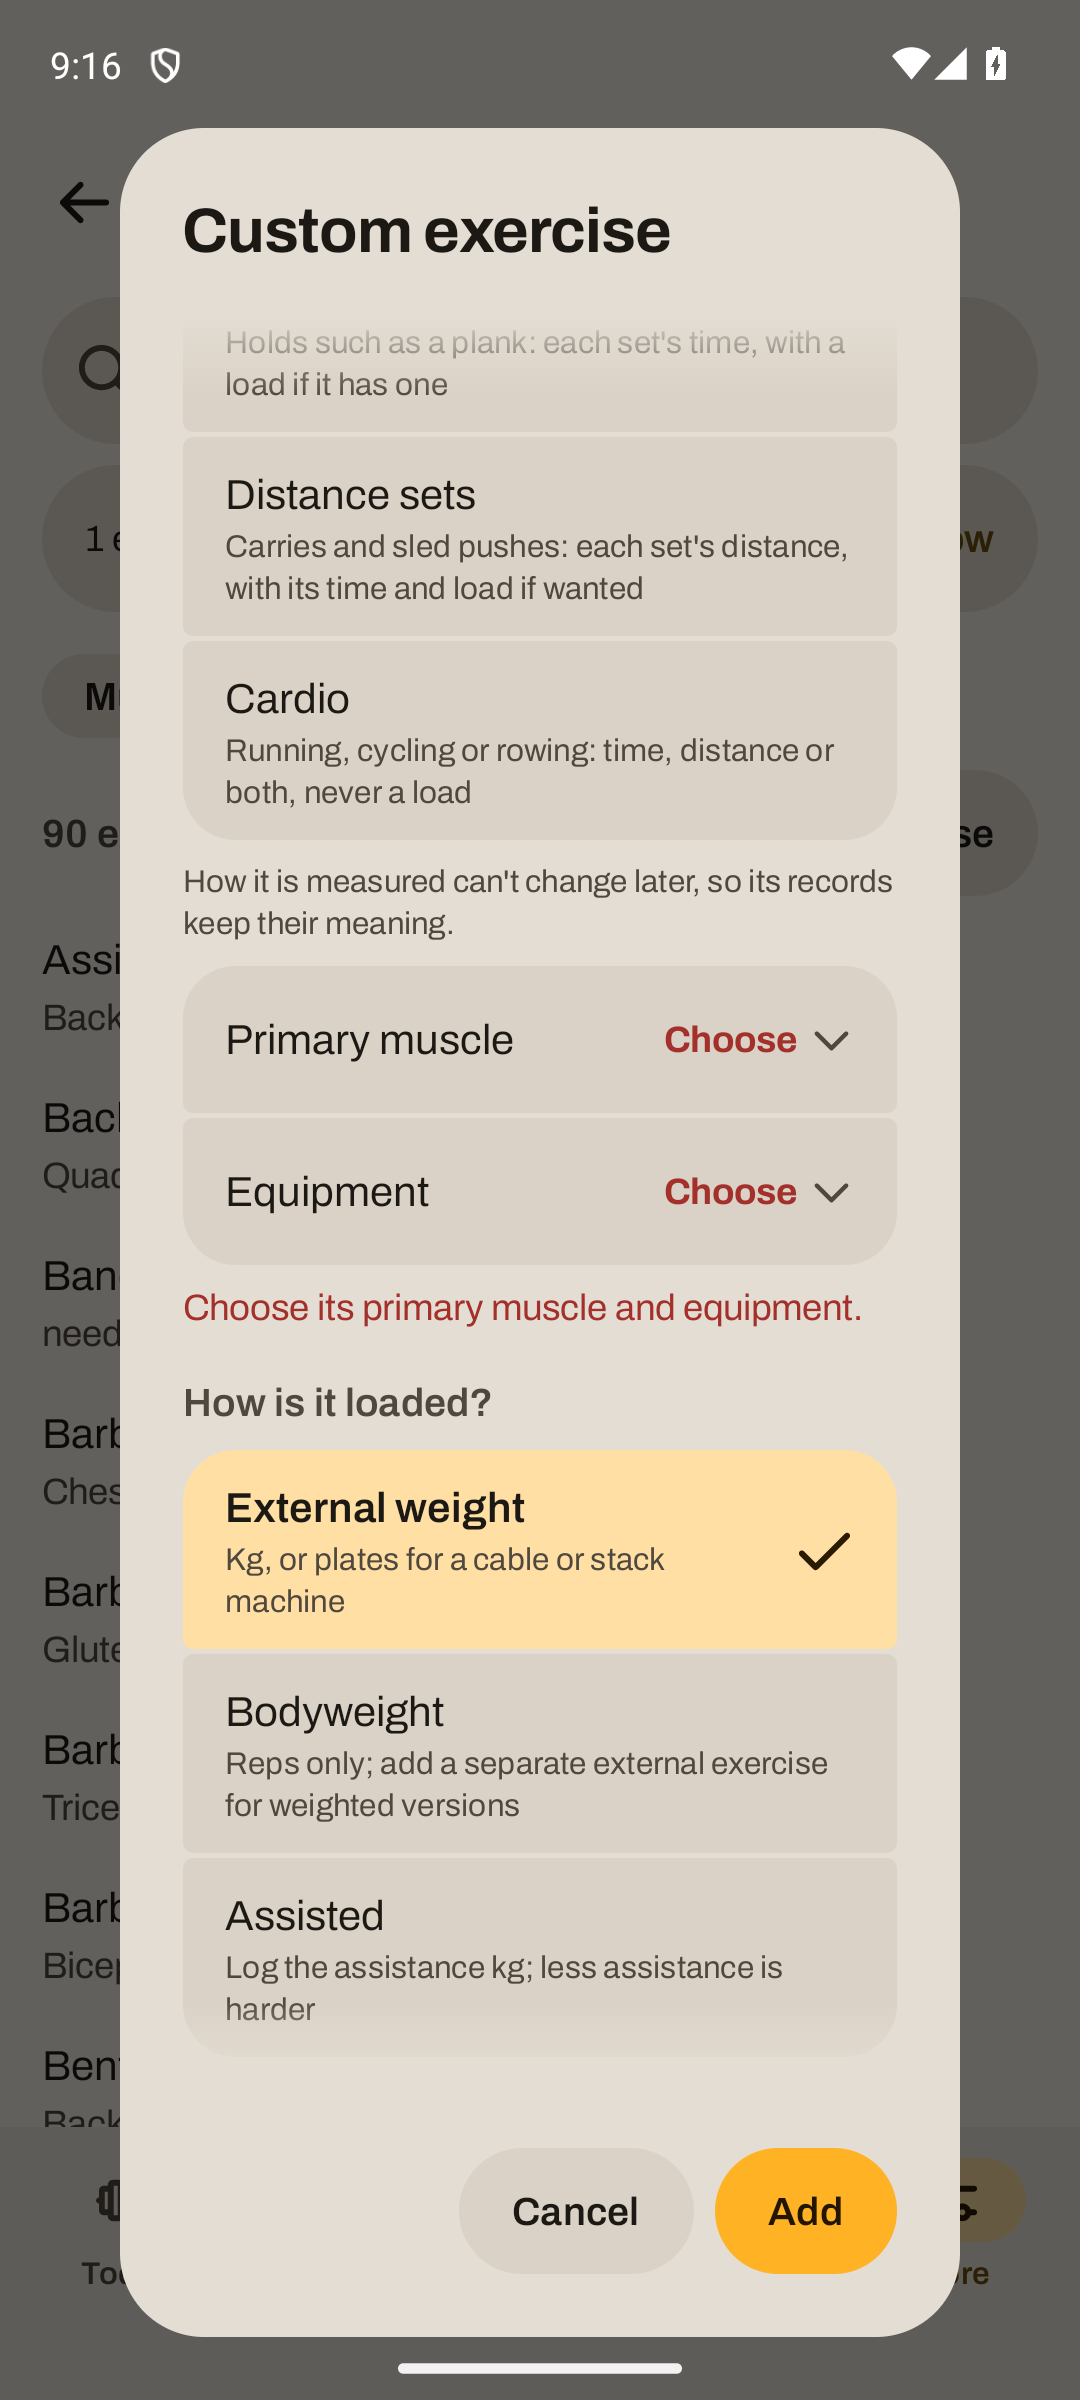 9:16
Custom exercise
Holds such as a plank: each set's time, with a
load if it has one
Distance sets
Carries and sled pushes: each set's distance,
with its time and load if wanted
Cardio
Running, cycling or rowing: time, distance or
both, never a load
How it is measured can't change later, so its records
keep their meaning.
Primary muscle Choose
Equipment Choose
Choose its primary muscle and equipment.
How is it loaded?
External weight
Kg, or plates for a cable or stack
machine
Bodyweight
Reps only; add a separate external exercise
for weighted versions
Assisted
Log the assistance kg; less assistance is
harder
Cancel Add
1
90
Back
need